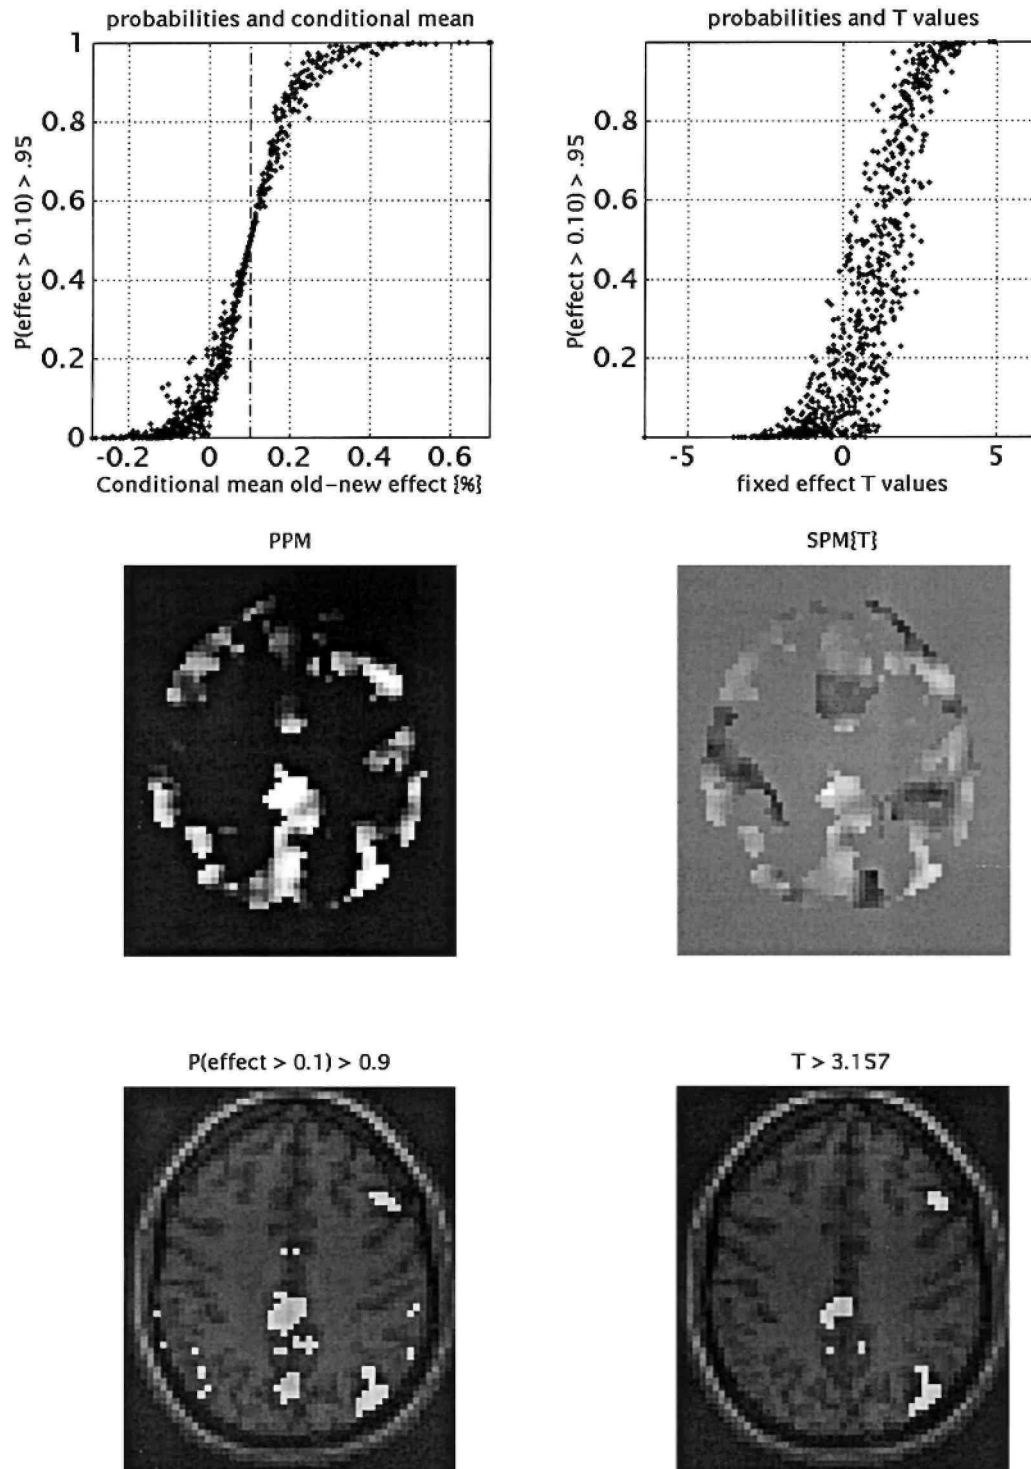 probabilities and conditional mean
1
0.8
0.6
0.4
0.2
0
P(effect > 0.10) > .95
-0.2 0 0.2 0.4 0.6
Conditional mean old-new effect {%}
probabilities and T values
0.8
0.6
0.4
0.2
P(effect > 0.10) > .95
-5 0 5
fixed effect T values
PPM
SPM{T}
P(effect > 0.1) > 0.9
T > 3.157